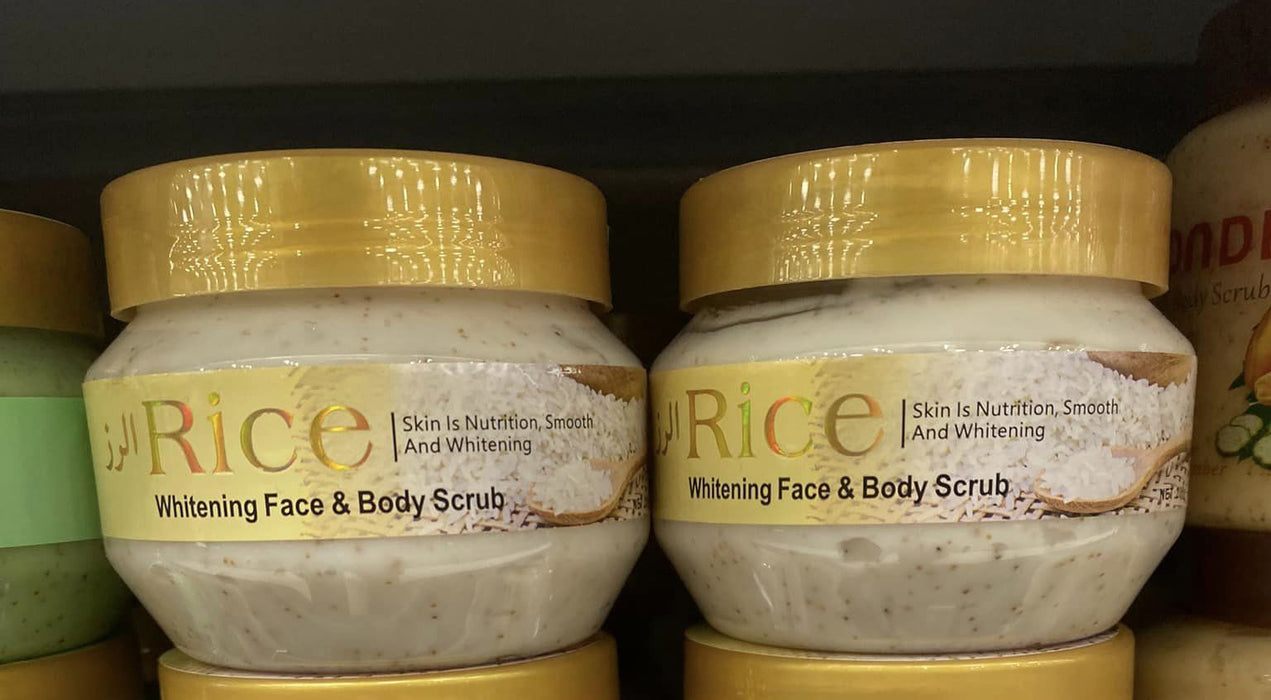 الرز Rice
Skin Is Nutrition, Smooth
And Whitening
Whitening Face & Body Scrub
الرز Rice
Skin Is Nutrition, Smooth
And Whitening
Whitening Face & Body Scrub
NET
Body Scrub